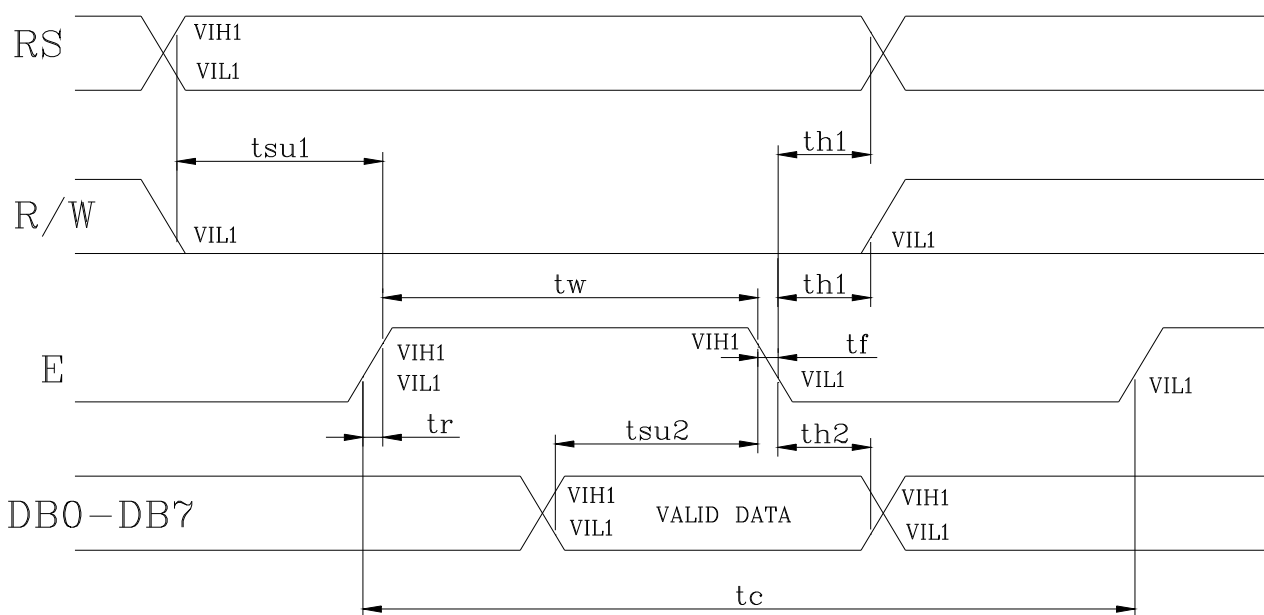 RS
VIH1
VIL1
tsu1
th1
R/W
VIL1
VIL1
tw
th1
E
VIH1
VIL1
VIH1
tf
VIL1
VIL1
tr
tsu2
th2
DB0-DB7
VIH1
VIL1
VALID DATA
VIH1
VIL1
tc